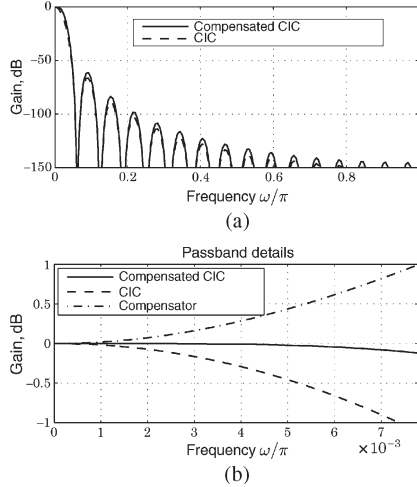 0
-50
-100
-150
Gain, dB
Compensated CIC
CIC
0 0.2 0.4 0.6 0.8
Frequency ω/π
(a)
Passband details
1
0.5
0
-0.5
-1
Gain, dB
Compensated CIC
CIC
Compensator
0 1 2 3 4 5 6 7
×10⁻³
Frequency ω/π
(b)